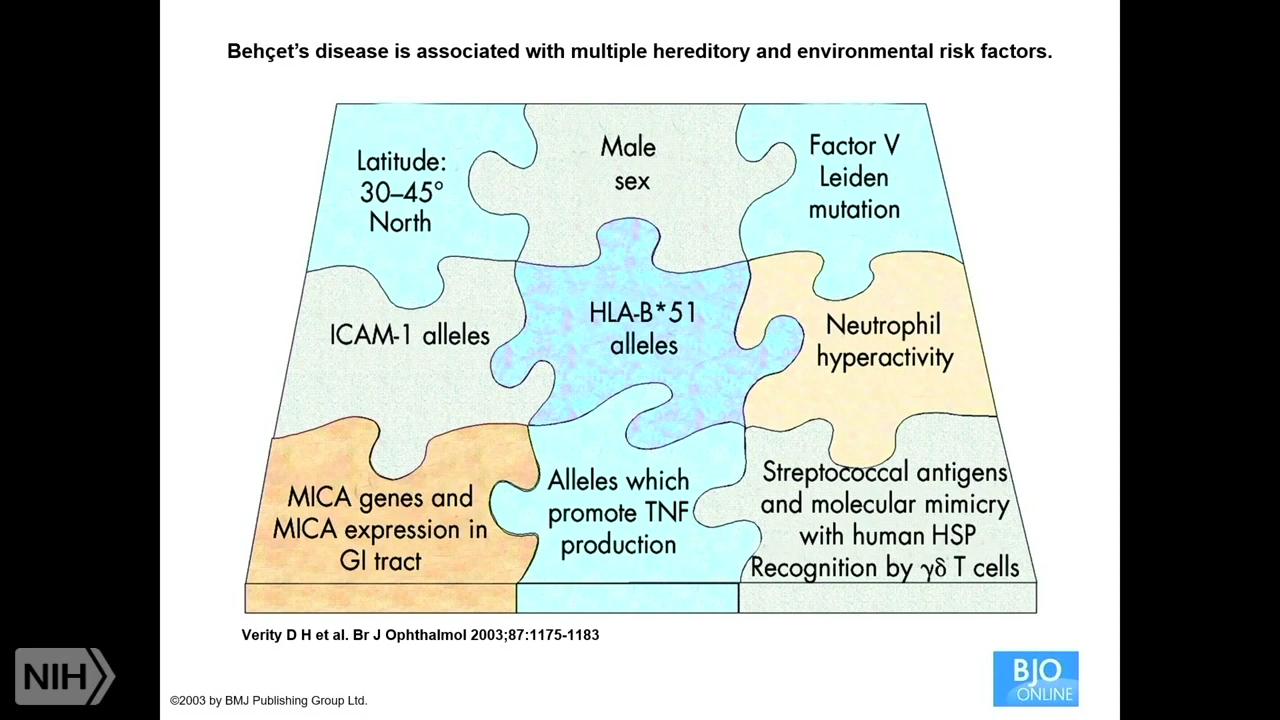 Behçet’s disease is associated with multiple hereditory and environmental risk factors.
Latitude:
30–45°
North
Male
sex
Factor V
Leiden
mutation
ICAM-1 alleles
HLA-B*51
alleles
Neutrophil
hyperactivity
MICA genes and
MICA expression in
GI tract
Alleles which
promote TNF
production
Streptococcal antigens
and molecular mimicry
with human HSP
Recognition by γδ T cells
Verity D H et al. Br J Ophthalmol 2003;87:1175-1183
NIH
BJO
ONLINE
©2003 by BMJ Publishing Group Ltd.